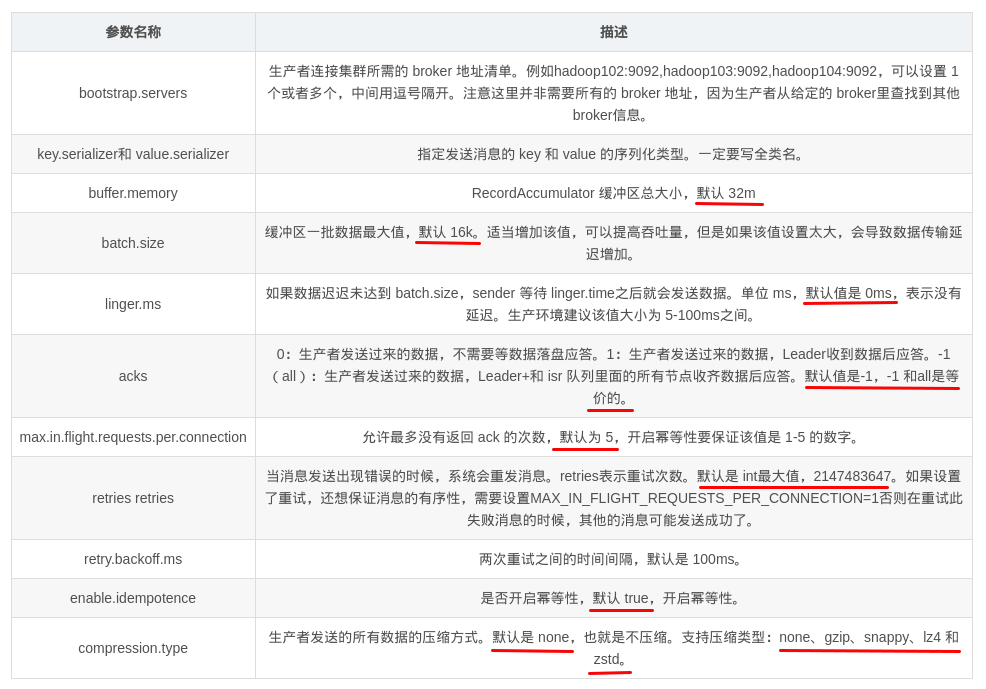 参数名称
描述
bootstrap.servers
生产者连接集群所需的 broker 地址清单。例如hadoop102:9092,hadoop103:9092,hadoop104:9092，可以设置 1
个或者多个，中间用逗号隔开。注意这里并非需要所有的 broker 地址，因为生产者从给定的 broker里查找到其他
broker信息。
key.serializer和 value.serializer
指定发送消息的 key 和 value 的序列化类型。一定要写全类名。
buffer.memory
RecordAccumulator 缓冲区总大小，默认 32m
batch.size
缓冲区一批数据最大值，默认 16k。适当增加该值，可以提高吞吐量，但是如果该值设置太大，会导致数据传输延
迟增加。
linger.ms
如果数据迟迟未达到 batch.size，sender 等待 linger.time之后就会发送数据。单位 ms，默认值是 0ms，表示没有
延迟。生产环境建议该值大小为 5-100ms之间。
acks
0：生产者发送过来的数据，不需要等数据落盘应答。1：生产者发送过来的数据，Leader收到数据后应答。-1
（all）：生产者发送过来的数据，Leader+和 isr 队列里面的所有节点收齐数据后应答。默认值是-1，-1 和all是等
价的。
max.in.flight.requests.per.connection
允许最多没有返回 ack 的次数，默认为 5，开启幂等性要保证该值是 1-5 的数字。
retries retries
当消息发送出现错误的时候，系统会重发消息。retries表示重试次数。默认是 int最大值，2147483647。如果设置
了重试，还想保证消息的有序性，需要设置MAX_IN_FLIGHT_REQUESTS_PER_CONNECTION=1否则在重试此
失败消息的时候，其他的消息可能发送成功了。
retry.backoff.ms
两次重试之间的时间间隔，默认是 100ms。
enable.idempotence
是否开启幂等性，默认 true，开启幂等性。
compression.type
生产者发送的所有数据的压缩方式。默认是 none，也就是不压缩。支持压缩类型：none、gzip、snappy、lz4 和
zstd。